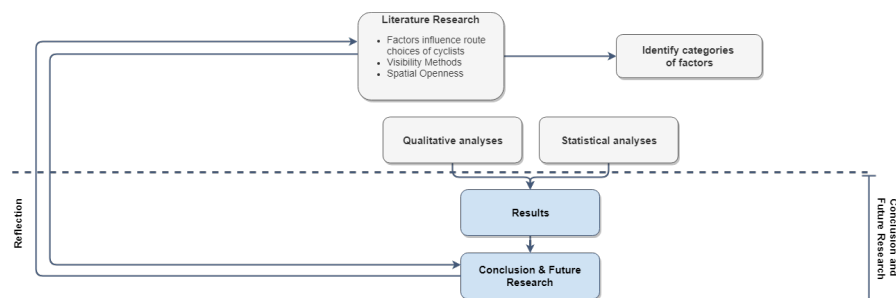 Literature Research
Factors influence route
choices of cyclists
Visibility Methods
Spatial Openness
Identify categories
of factors
Qualitative analyses
Statistical analyses
Results
Conclusion & Future
Research
Reflection
Conclusion and
Future Research